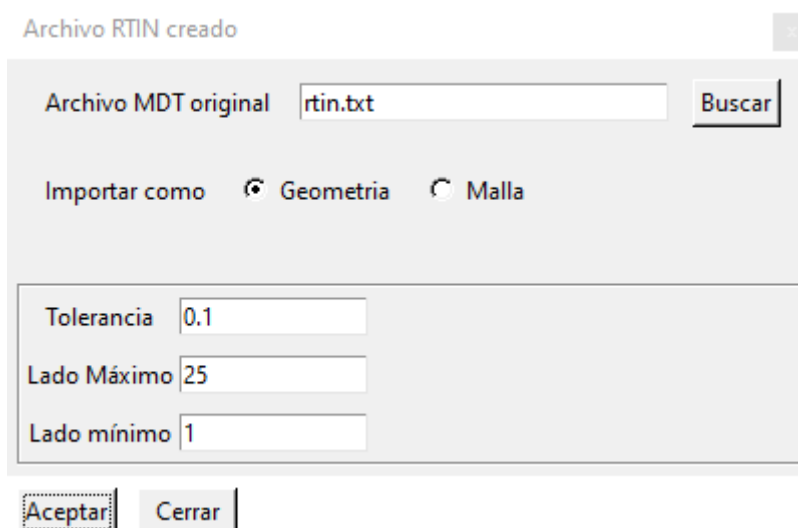 Archivo RTIN creado
Archivo MDT original rtin.txt Buscar
Importar como Geometria Malla
Tolerancia 0.1
Lado Máximo 25
Lado mínimo 1
Aceptar Cerrar